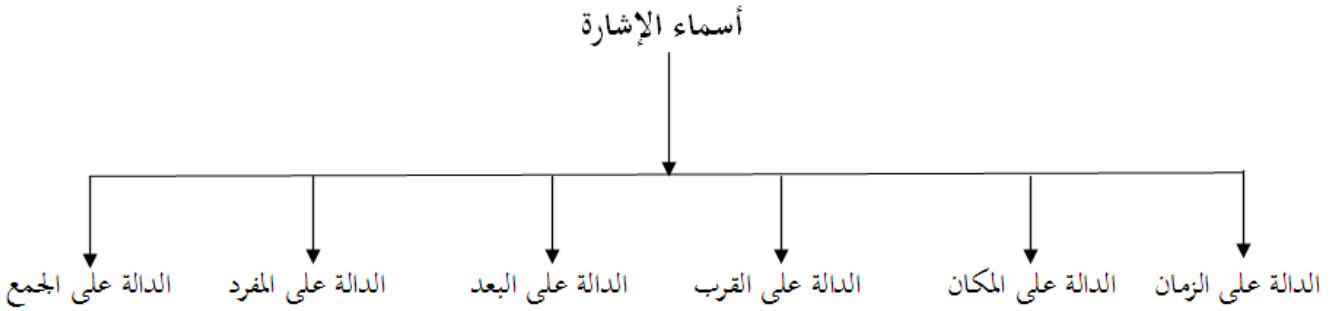 أسماء الإشارة
الدالة على الزمان
الدالة على المكان
الدالة على القرب
الدالة على البعد
الدالة على المفرد
الدالة على الجمع